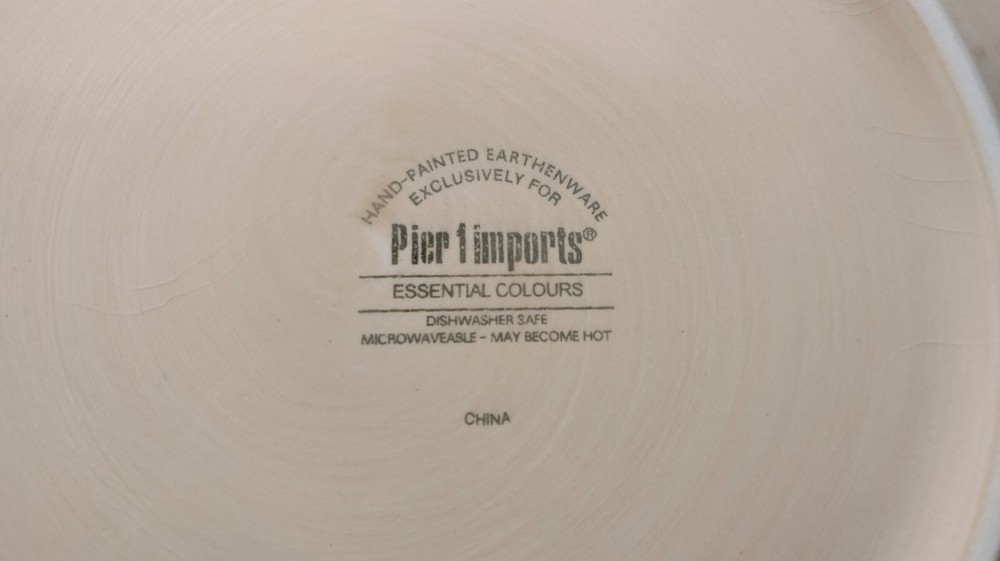 HAND-PAINTED EARTHENWARE
EXCLUSIVELY FOR
Pier 1 imports®
ESSENTIAL COLOURS
DISHWASHER SAFE
MICROWAVEABLE - MAY BECOME HOT
CHINA